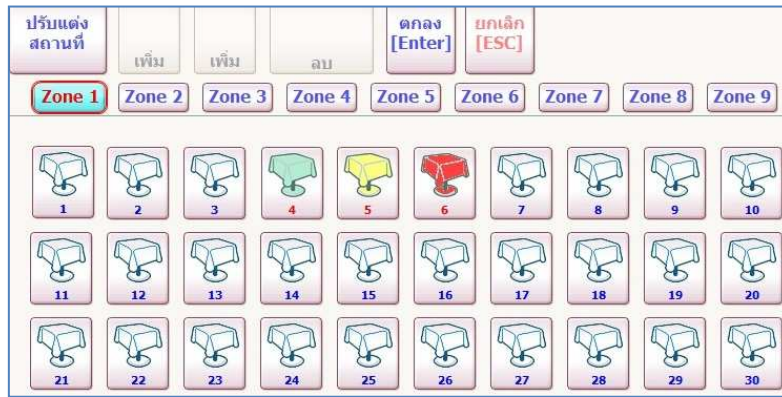 ปรับแต่ง
สถานที่
เพิ่ม
เพิ่ม
ลบ
ตกลง
[Enter]
ยกเลิก
[ESC]
Zone 1 Zone 2 Zone 3 Zone 4 Zone 5 Zone 6 Zone 7 Zone 8 Zone 9
1 2 3 4 5 6 7 8 9 10
11 12 13 14 15 16 17 18 19 20
21 22 23 24 25 26 27 28 29 30